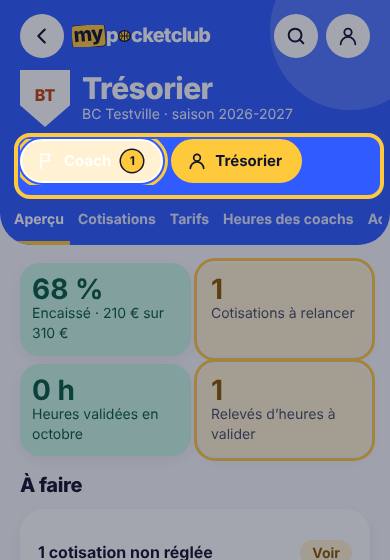 mypocketclub
BT
Trésorier
BC Testville · saison 2026-2027
Coach 1
Trésorier
Aperçu Cotisations Tarifs Heures des coachs Ac
68 %
Encaissé · 210 € sur
310 €
1
Cotisations à relancer
0 h
Heures validées en
octobre
1
Relevés d’heures à
valider
À faire
1 cotisation non réglée
Voir